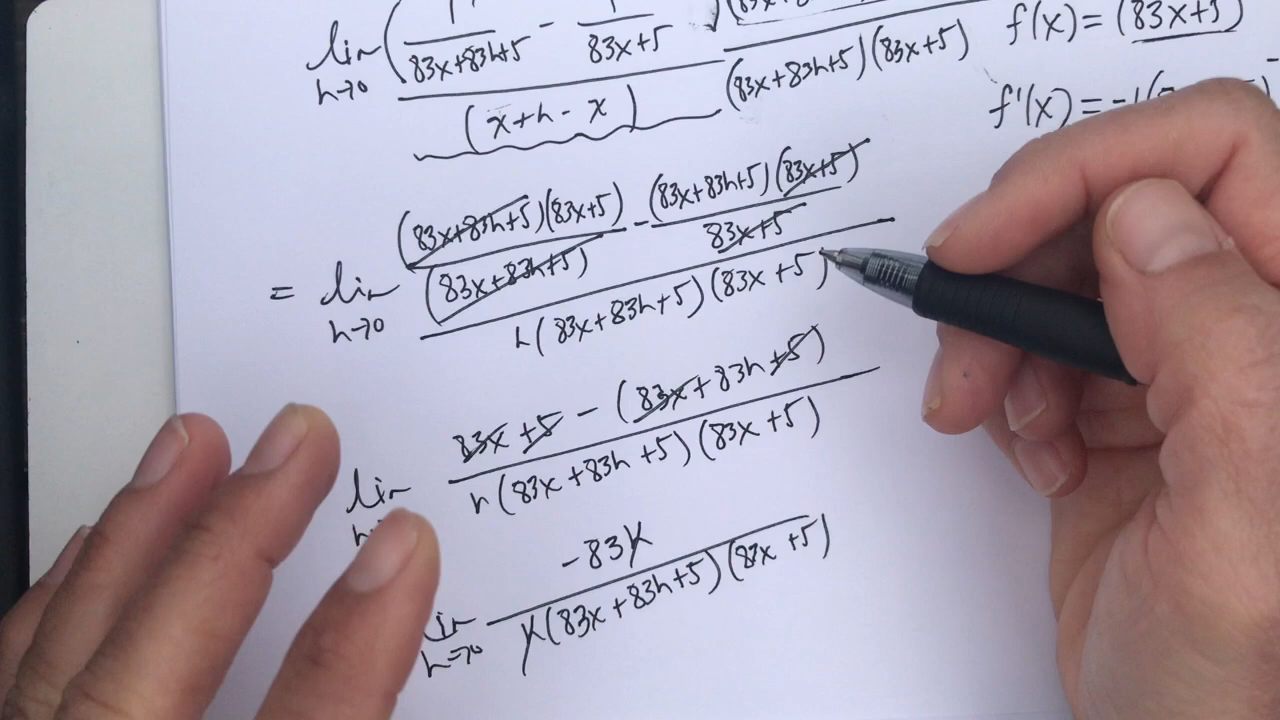 lim h→0 (1/(83x+83h+5) - 1/(83x+5)) (83x+83h+5)(83x+5)
(x+h-x)
f(x) = (83x+5)
f'(x) = -1(
= lim h→0 ((83x+83h+5)(83x+5)/(83x+83h+5) - (83x+83h+5)(83x+5)/83x+5) / h(83x+83h+5)(83x+5)
lim (83x+5 - (83x+83h+5)) / h(83x+83h+5)(83x+5)
lim h→0 -83h / h(83x+83h+5)(83x+5)